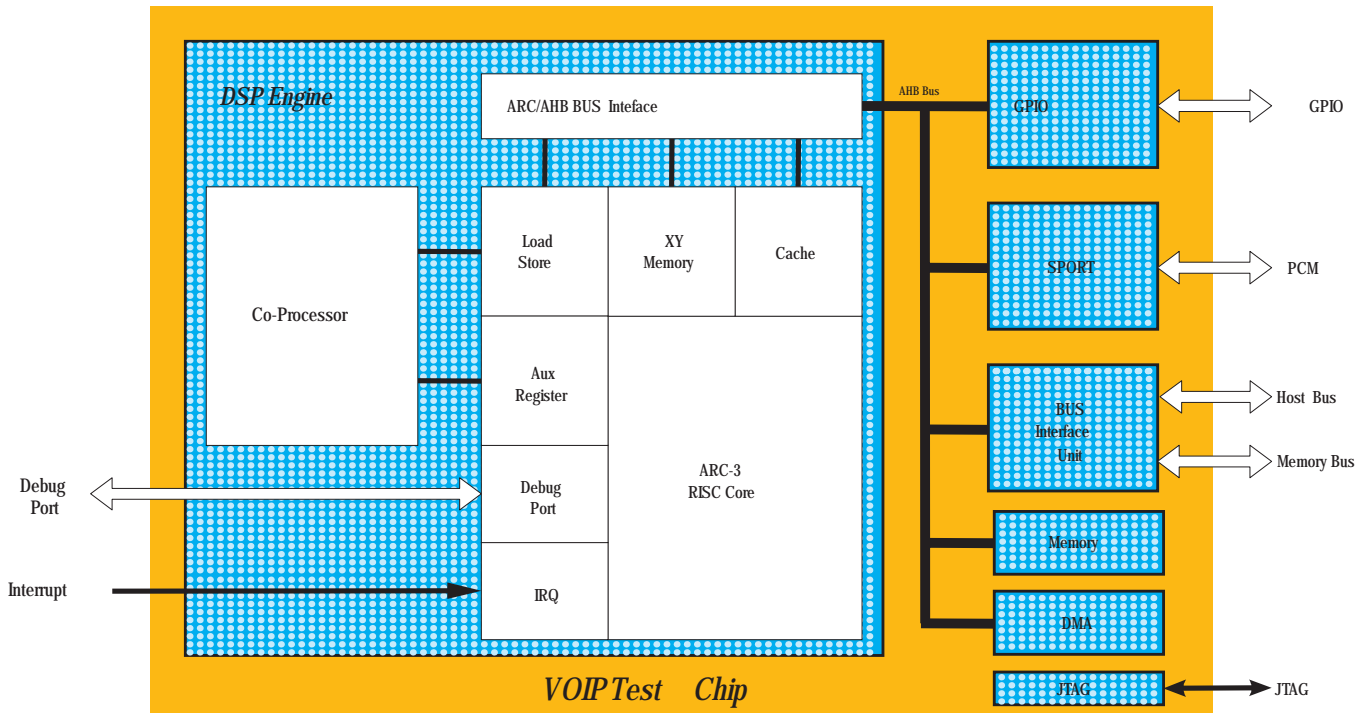 DSP Engine
ARC/AHB BUS Inteface
AHB Bus
GPIO
GPIO
Load
Store
XY
Memory
Cache
SPORT
PCM
Co-Processor
Aux
Register
BUS
Interface
Unit
Host Bus
Memory Bus
ARC-3
RISC Core
Debug
Port
Debug
Port
Memory
Interrupt
IRQ
DMA
VOIP Test Chip
JTAG
JTAG